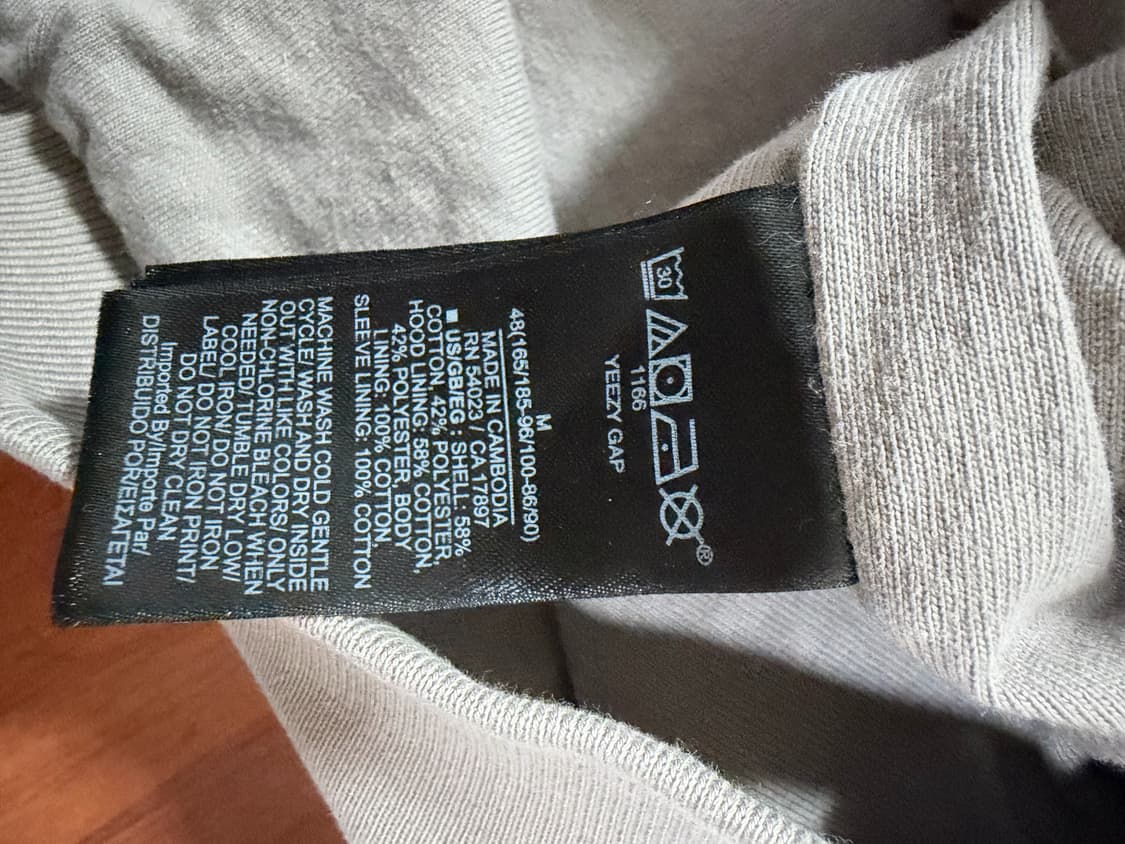 30
®
1166
YEEZY GAP
M
48(165/185-96/100-86/90)
MADE IN CAMBODIA
RN 54023 / CA 17897
■ US/GB/EG : SHELL: 58%
COTTON, 42% POLYESTER,
HOOD LINING: 58% COTTON,
42% POLYESTER, BODY
LINING: 100% COTTON,
SLEEVE LINING: 100% COTTON
MACHINE WASH COLD GENTLE
CYCLE/ WASH AND DRY INSIDE
OUT WITH LIKE COLORS/ ONLY
NON-CHLORINE BLEACH WHEN
NEEDED/ TUMBLE DRY LOW/
COOL IRON/ DO NOT IRON
LABEL/ DO NOT IRON PRINT/
DO NOT DRY CLEAN
Imported By/Importe Par/
DISTRIBUIDO POR/ΕΙΣΑΓΕΤΑΙ